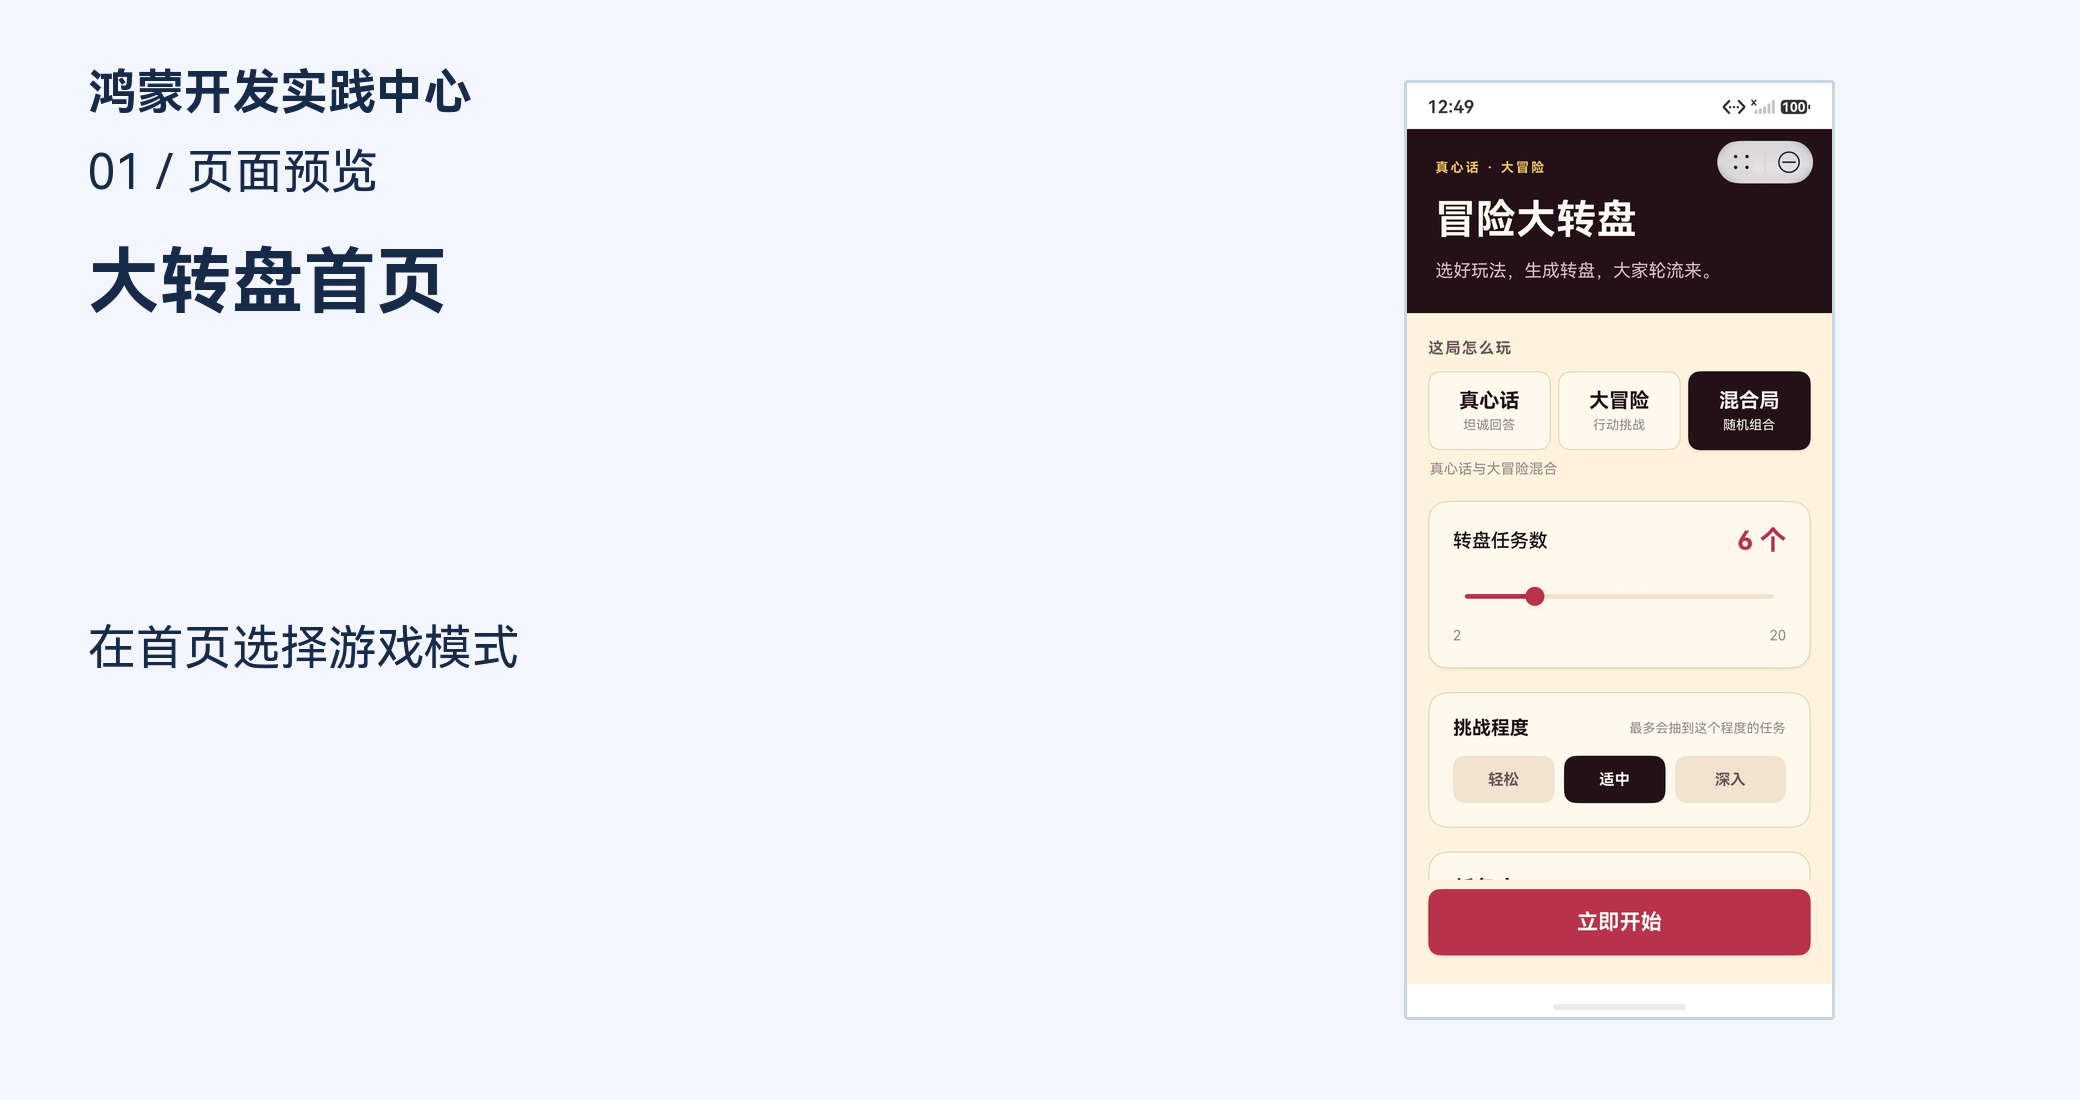 鸿蒙开发实践中心
01 / 页面预览
大转盘首页
在首页选择游戏模式
12:49
100
真心话 · 大冒险
冒险大转盘
选好玩法，生成转盘，大家轮流来。
这局怎么玩
真心话 大冒险 混合局
坦诚回答 行动挑战 随机组合
真心话与大冒险混合
转盘任务数 6 个
2 20
挑战程度 最多会抽到这个程度的任务
轻松 适中 深入
立即开始